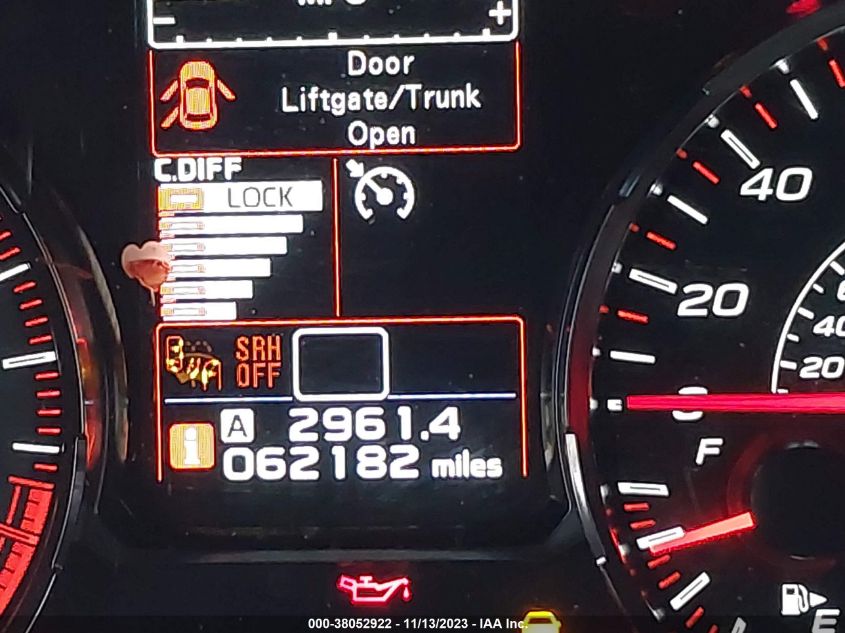 Door
Liftgate/Trunk
Open
C.DIFF
LOCK
40
20
60
40
20
SRH
OFF
A 2961.4
i 062182 miles
F
E
000-38052922 - 11/13/2023 - IAA Inc.